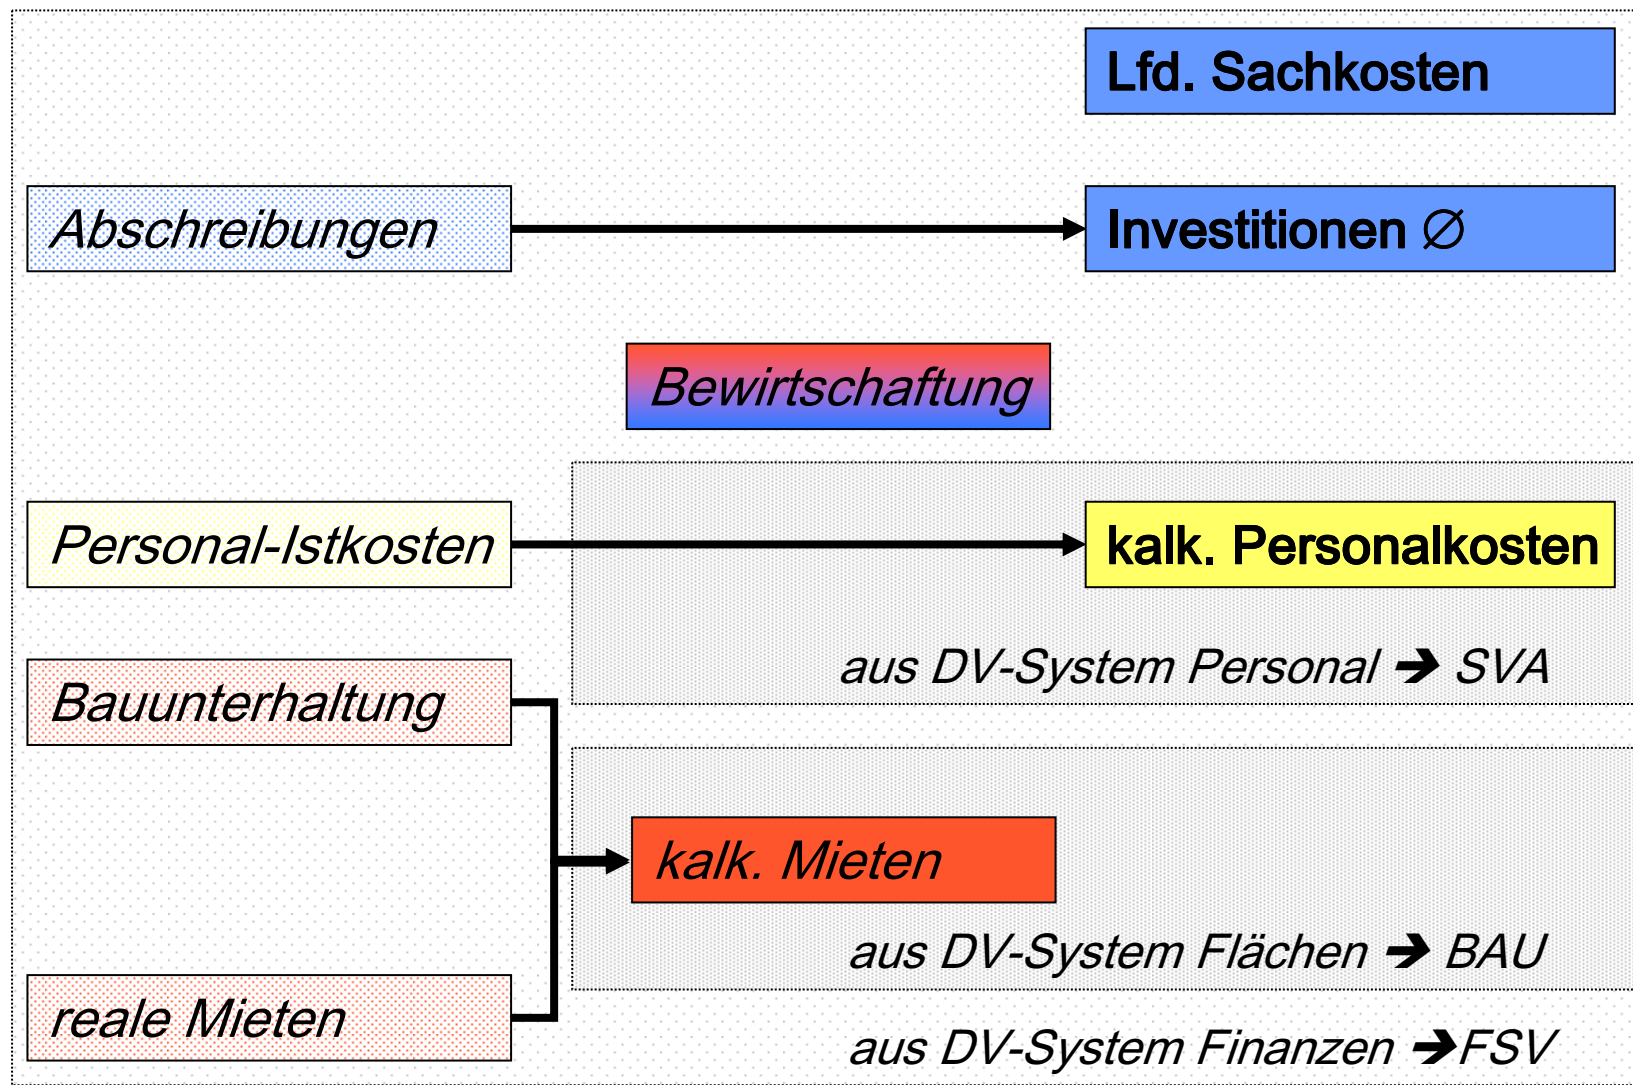 Lfd. Sachkosten
Abschreibungen
Investitionen ∅
Bewirtschaftung
Personal-Istkosten
kalk. Personalkosten
aus DV-System Personal ➔ SVA
Bauunterhaltung
kalk. Mieten
aus DV-System Flächen ➔ BAU
reale Mieten
aus DV-System Finanzen ➔FSV